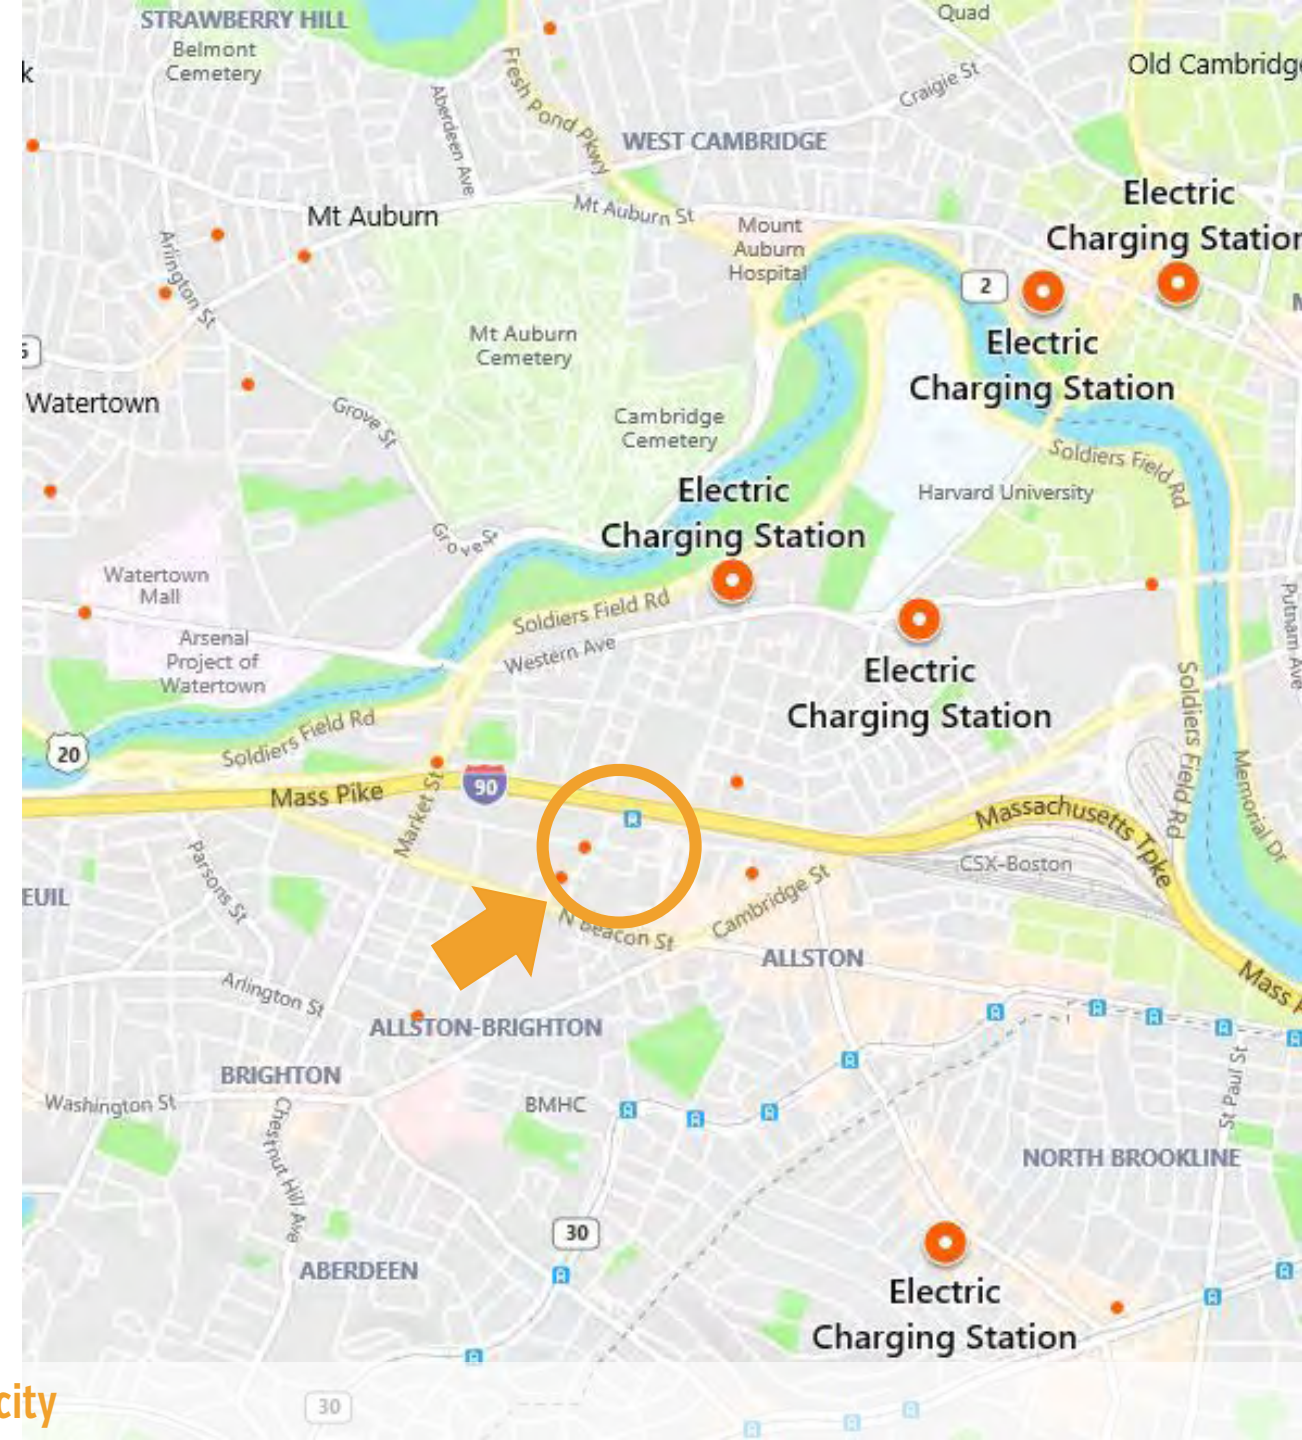 STRAWBERRY HILL
Belmont
Cemetery
Quad
Old Cambridge
Craigie St
Fresh Pond Pkwy
Aberdeen Ave
WEST CAMBRIDGE
k
Mt Auburn
Mt Auburn St
Mount
Auburn
Hospital
Electric
Charging Station
Arlington St
2
Electric
Charging Station
Mt Auburn
Cemetery
Watertown
Grove St
Cambridge
Cemetery
Soldiers Field Rd
Harvard University
Electric
Charging Station
Grove St
Watertown
Mall
Soldiers Field Rd
Putnam Ave
Arsenal
Project of
Watertown
Western Ave
Electric
Charging Station
Soldiers Field Rd
Soldiers Field Rd
20
Mass Pike
90
Market St
Massachusetts Tpke
Memorial Dr
Parsons St
CSX-Boston
EUIL
N Beacon St
Cambridge St
ALLSTON
Mass P
Arlington St
ALLSTON-BRIGHTON
BRIGHTON
Washington St
BMHC
St Paul St
Chestnut Hill Ave
NORTH BROOKLINE
30
ABERDEEN
Electric
Charging Station
city
30